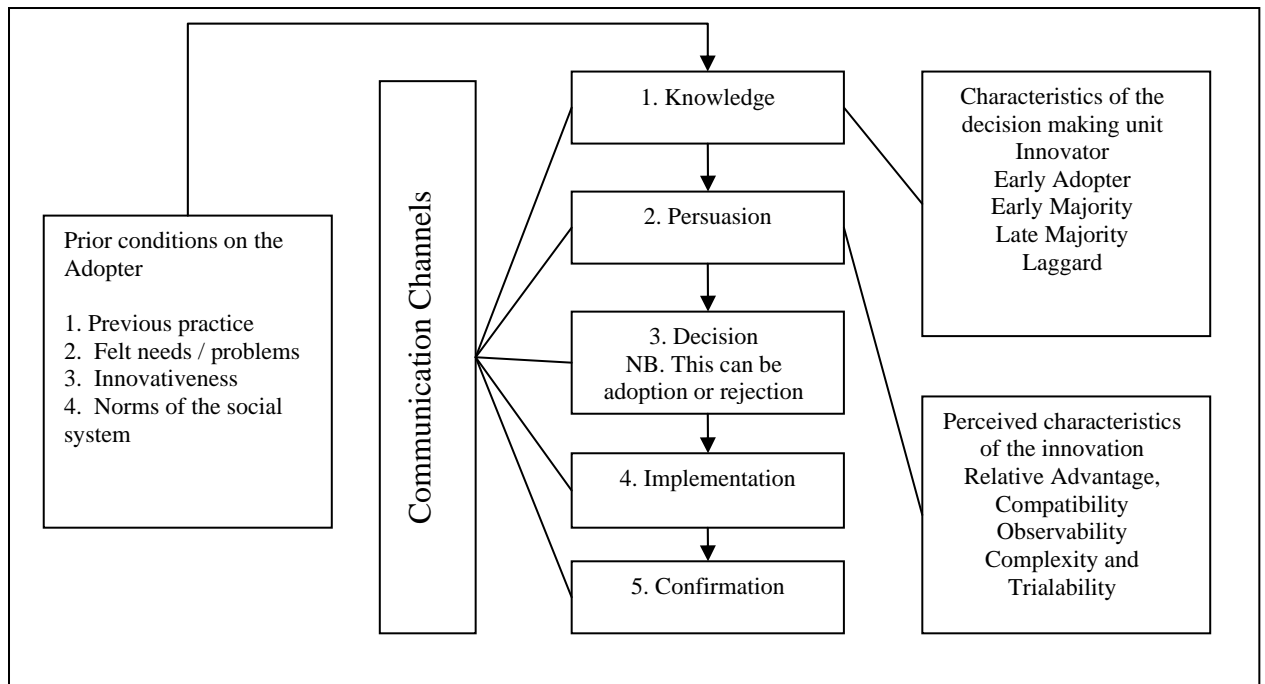 Prior conditions on the
Adopter
1. Previous practice
2. Felt needs / problems
3. Innovativeness
4. Norms of the social
system
Communication Channels
1. Knowledge
2. Persuasion
3. Decision
NB. This can be
adoption or rejection
4. Implementation
5. Confirmation
Characteristics of the
decision making unit
Innovator
Early Adopter
Early Majority
Late Majority
Laggard
Perceived characteristics
of the innovation
Relative Advantage,
Compatibility
Observability
Complexity and
Trialability